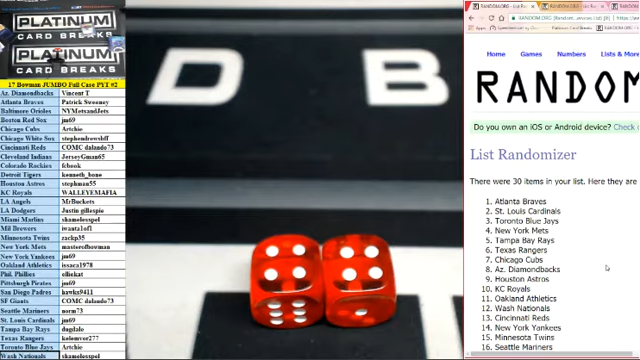 PLATINUM
CARD BREAKS
PLATINUM
CARD BREAKS
17 Bowman JUMBO Full Case PYT #2
Az. Diamondbacks Vincent T
Atlanta Braves Patrick Sweeney
Baltimore Orioles NYMetsandJets
Boston Red Sox jm69
Chicago Cubs Artchie
Chicago White Sox stephendrowsbff
Cincinnati Reds COMC dalando73
Cleveland Indians JerseyGman65
Colorado Rockies fcbook
Detroit Tigers kenneth_bone
Houston Astros stephman55
KC Royals WALLEYEMAFIA
LA Angels MrBuckets
LA Dodgers Justin gillespie
Miami Marlins shamelesspel
Mil Brewers
Minnesota Twins zackp35
New York Mets mastersofbowman
New York Yankees jm69
Oakland Athletics issaca1978
Phil. Phillies elliekat
Pittsburgh Pirates jm69
San Diego Padres hawks9411
SF Giants COMC dalando73
Seattle Mariners norm73
St. Louis Cardinals jm69
Tampa Bay Rays dugdale
Texas Rangers
Toronto Blue Jays Artchie
Wash Nationals shamelesspel
D B
RANDOM.ORG
Home Games Numbers Lists & More
RANDOM
Do you own an iOS or Android device? Check
List Randomizer
There were 30 items in your list. Here they are
1. Atlanta Braves
2. St. Louis Cardinals
3. Toronto Blue Jays
4. New York Mets
5. Tampa Bay Rays
6. Texas Rangers
7. Chicago Cubs
8. Az. Diamondbacks
9. Houston Astros
10. KC Royals
11. Oakland Athletics
12. Wash Nationals
13. Cincinnati Reds
14. New York Yankees
15. Minnesota Twins
16. Seattle Mariners